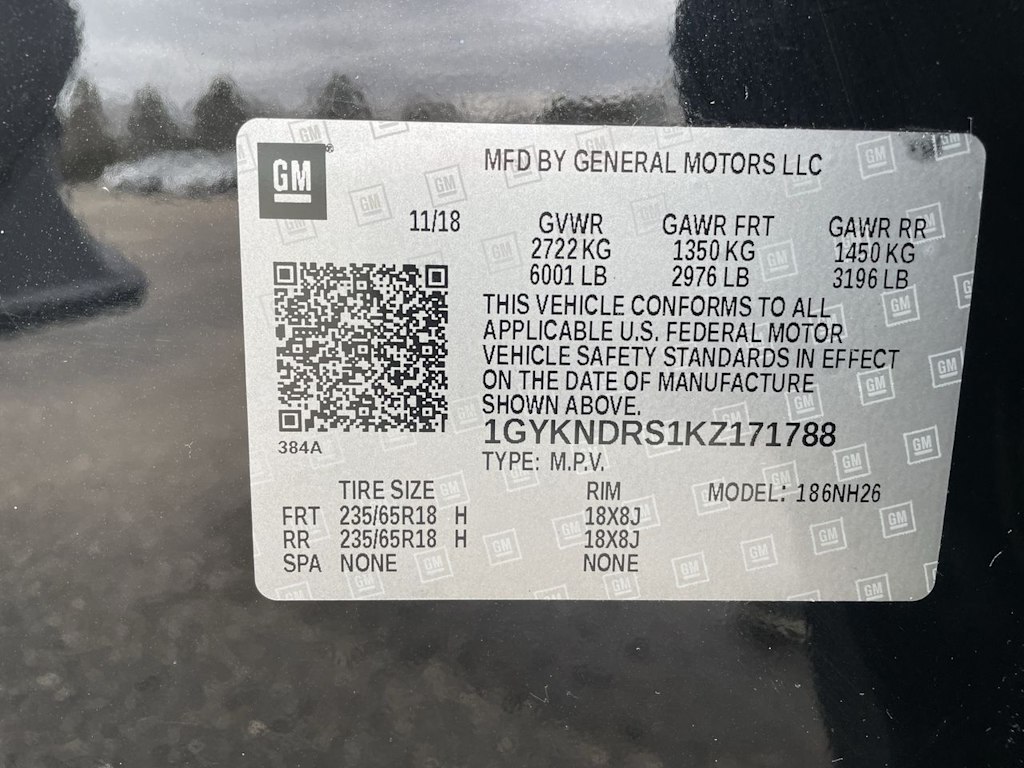 GM
MFD BY GENERAL MOTORS LLC
11/18 GVWR GAWR FRT GAWR RR
2722 KG 1350 KG 1450 KG
6001 LB 2976 LB 3196 LB
THIS VEHICLE CONFORMS TO ALL
APPLICABLE U.S. FEDERAL MOTOR
VEHICLE SAFETY STANDARDS IN EFFECT
ON THE DATE OF MANUFACTURE
SHOWN ABOVE.
1GYKNDRS1KZ171788
384A
TYPE: M.P.V.
TIRE SIZE RIM MODEL: 186NH26
FRT 235/65R18 H 18X8J
RR 235/65R18 H 18X8J
SPA NONE NONE